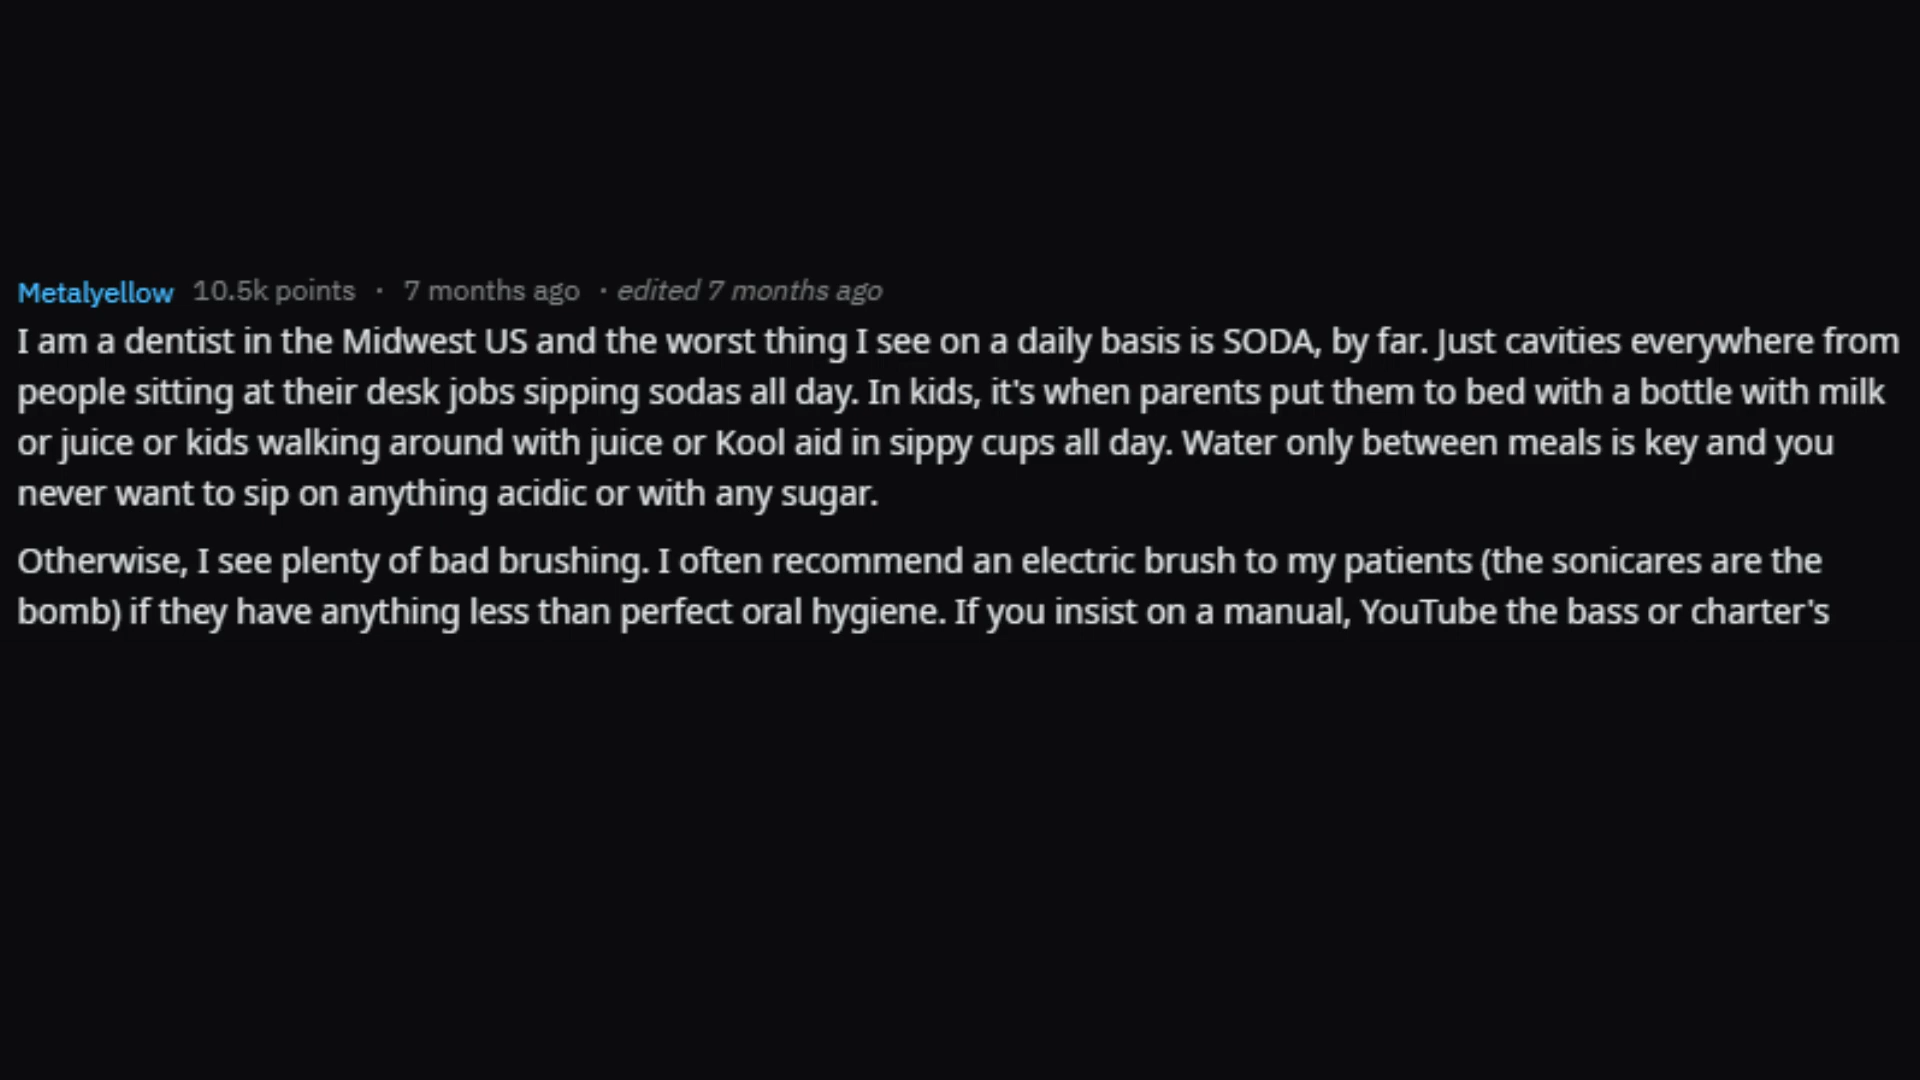 Metalyellow 10.5k points · 7 months ago · edited 7 months ago
I am a dentist in the Midwest US and the worst thing I see on a daily basis is SODA, by far. Just cavities everywhere from
people sitting at their desk jobs sipping sodas all day. In kids, it's when parents put them to bed with a bottle with milk
or juice or kids walking around with juice or Kool aid in sippy cups all day. Water only between meals is key and you
never want to sip on anything acidic or with any sugar.
Otherwise, I see plenty of bad brushing. I often recommend an electric brush to my patients (the sonicares are the
bomb) if they have anything less than perfect oral hygiene. If you insist on a manual, YouTube the bass or charter's